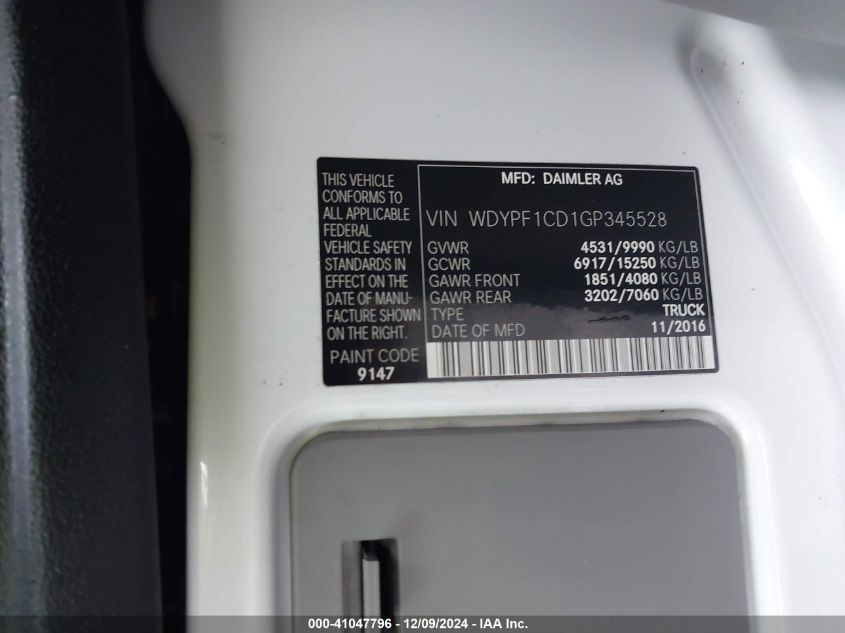 THIS VEHICLE
CONFORMS TO
ALL APPLICABLE
FEDERAL
VEHICLE SAFETY
STANDARDS IN
EFFECT ON THE
DATE OF MANU-
FACTURE SHOWN
ON THE RIGHT.
PAINT CODE
9147
MFD: DAIMLER AG
VIN WDYPF1CD1GP345528
GVWR 4531/9990 KG/LB
GCWR 6917/15250 KG/LB
GAWR FRONT 1851/4080 KG/LB
GAWR REAR 3202/7060 KG/LB
TYPE TRUCK
DATE OF MFD 11/2016
000-41047796 - 12/09/2024 - IAA Inc.